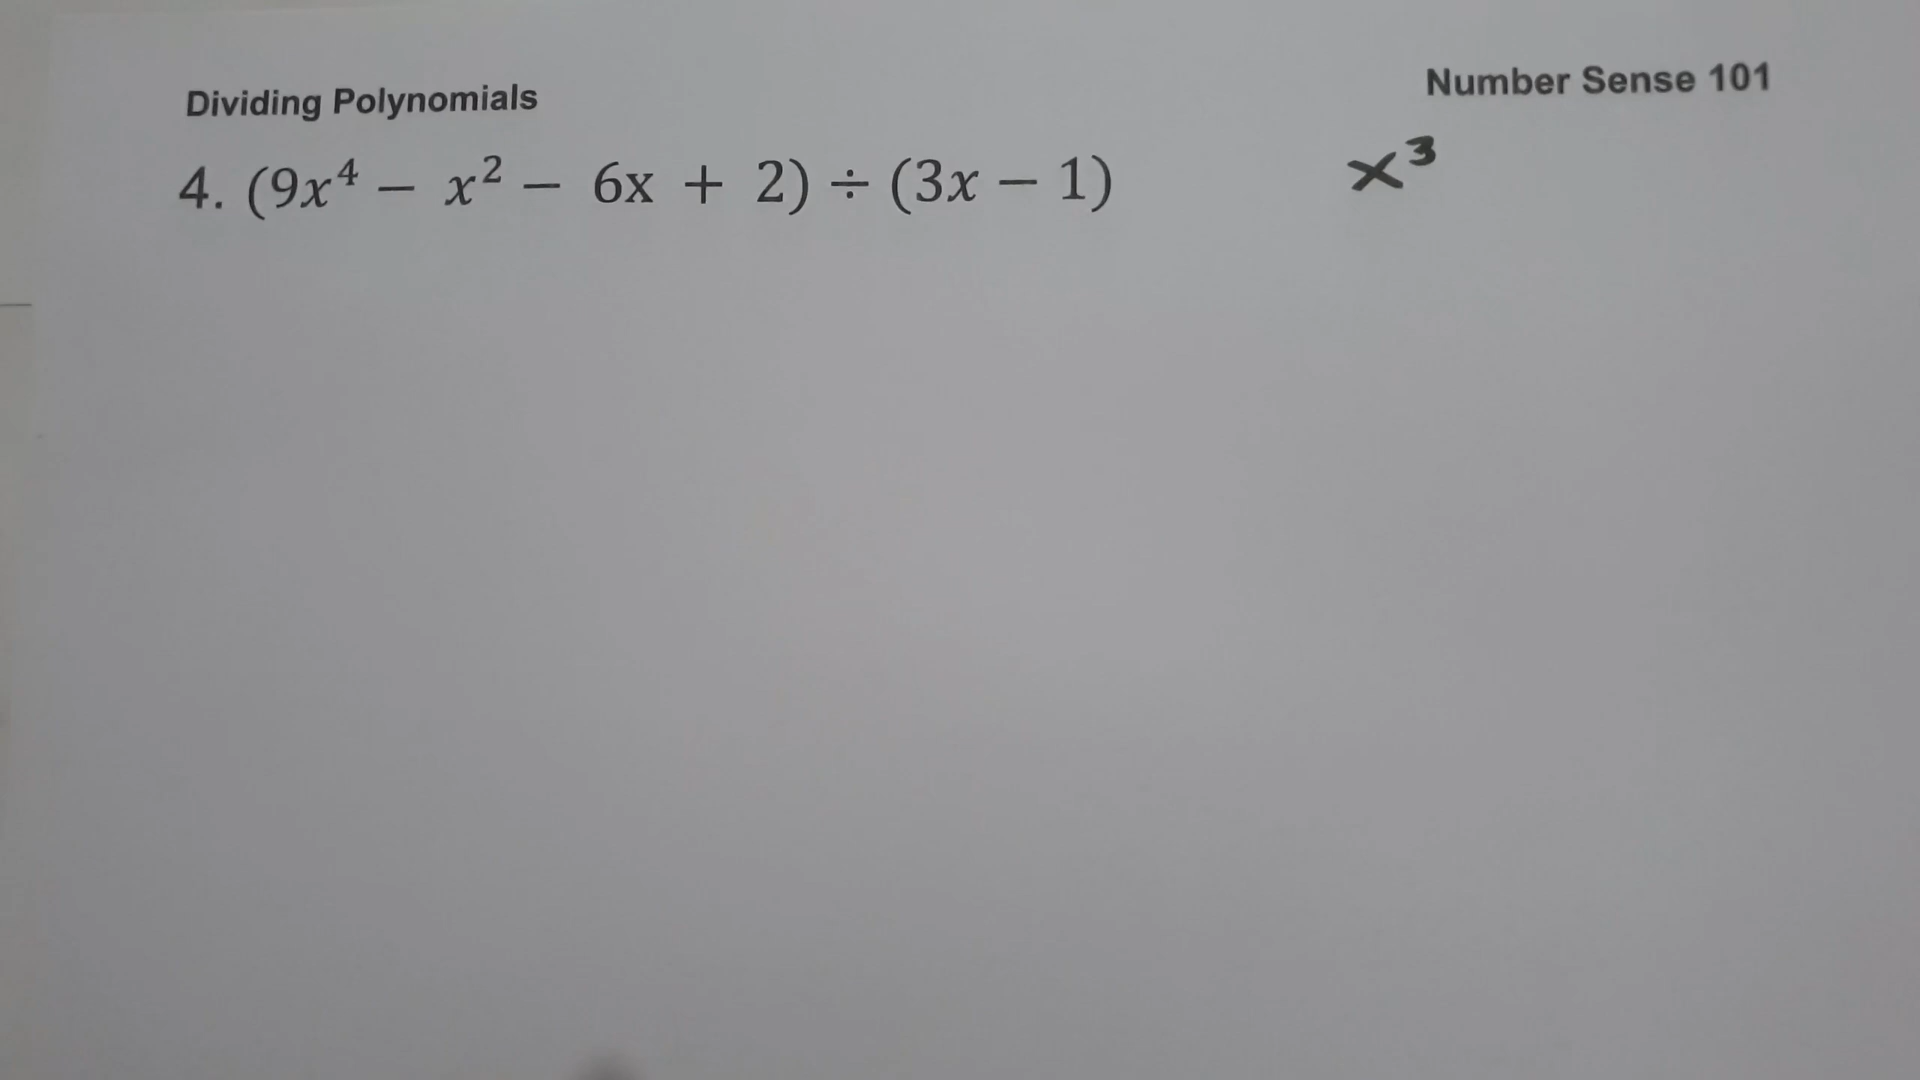 Dividing Polynomials
Number Sense 101
4. (9x⁴ − x² − 6x + 2) ÷ (3x − 1)
x³